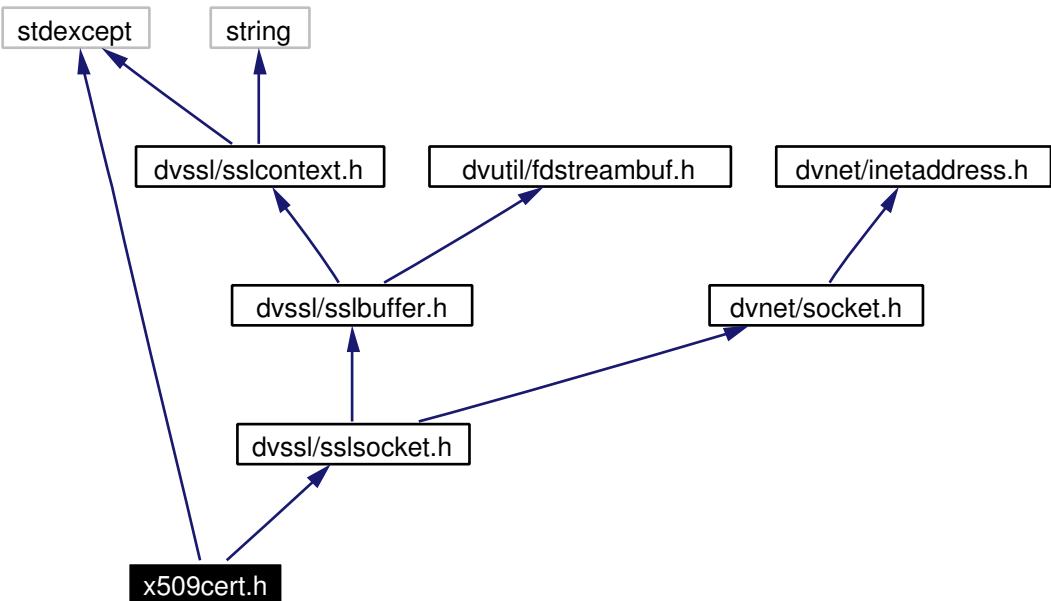 stdexcept
string
dvssl/sslcontext.h
dvutil/fdstreambuf.h
dvnet/inetaddress.h
dvssl/sslbuffer.h
dvnet/socket.h
dvssl/sslsocket.h
x509cert.h